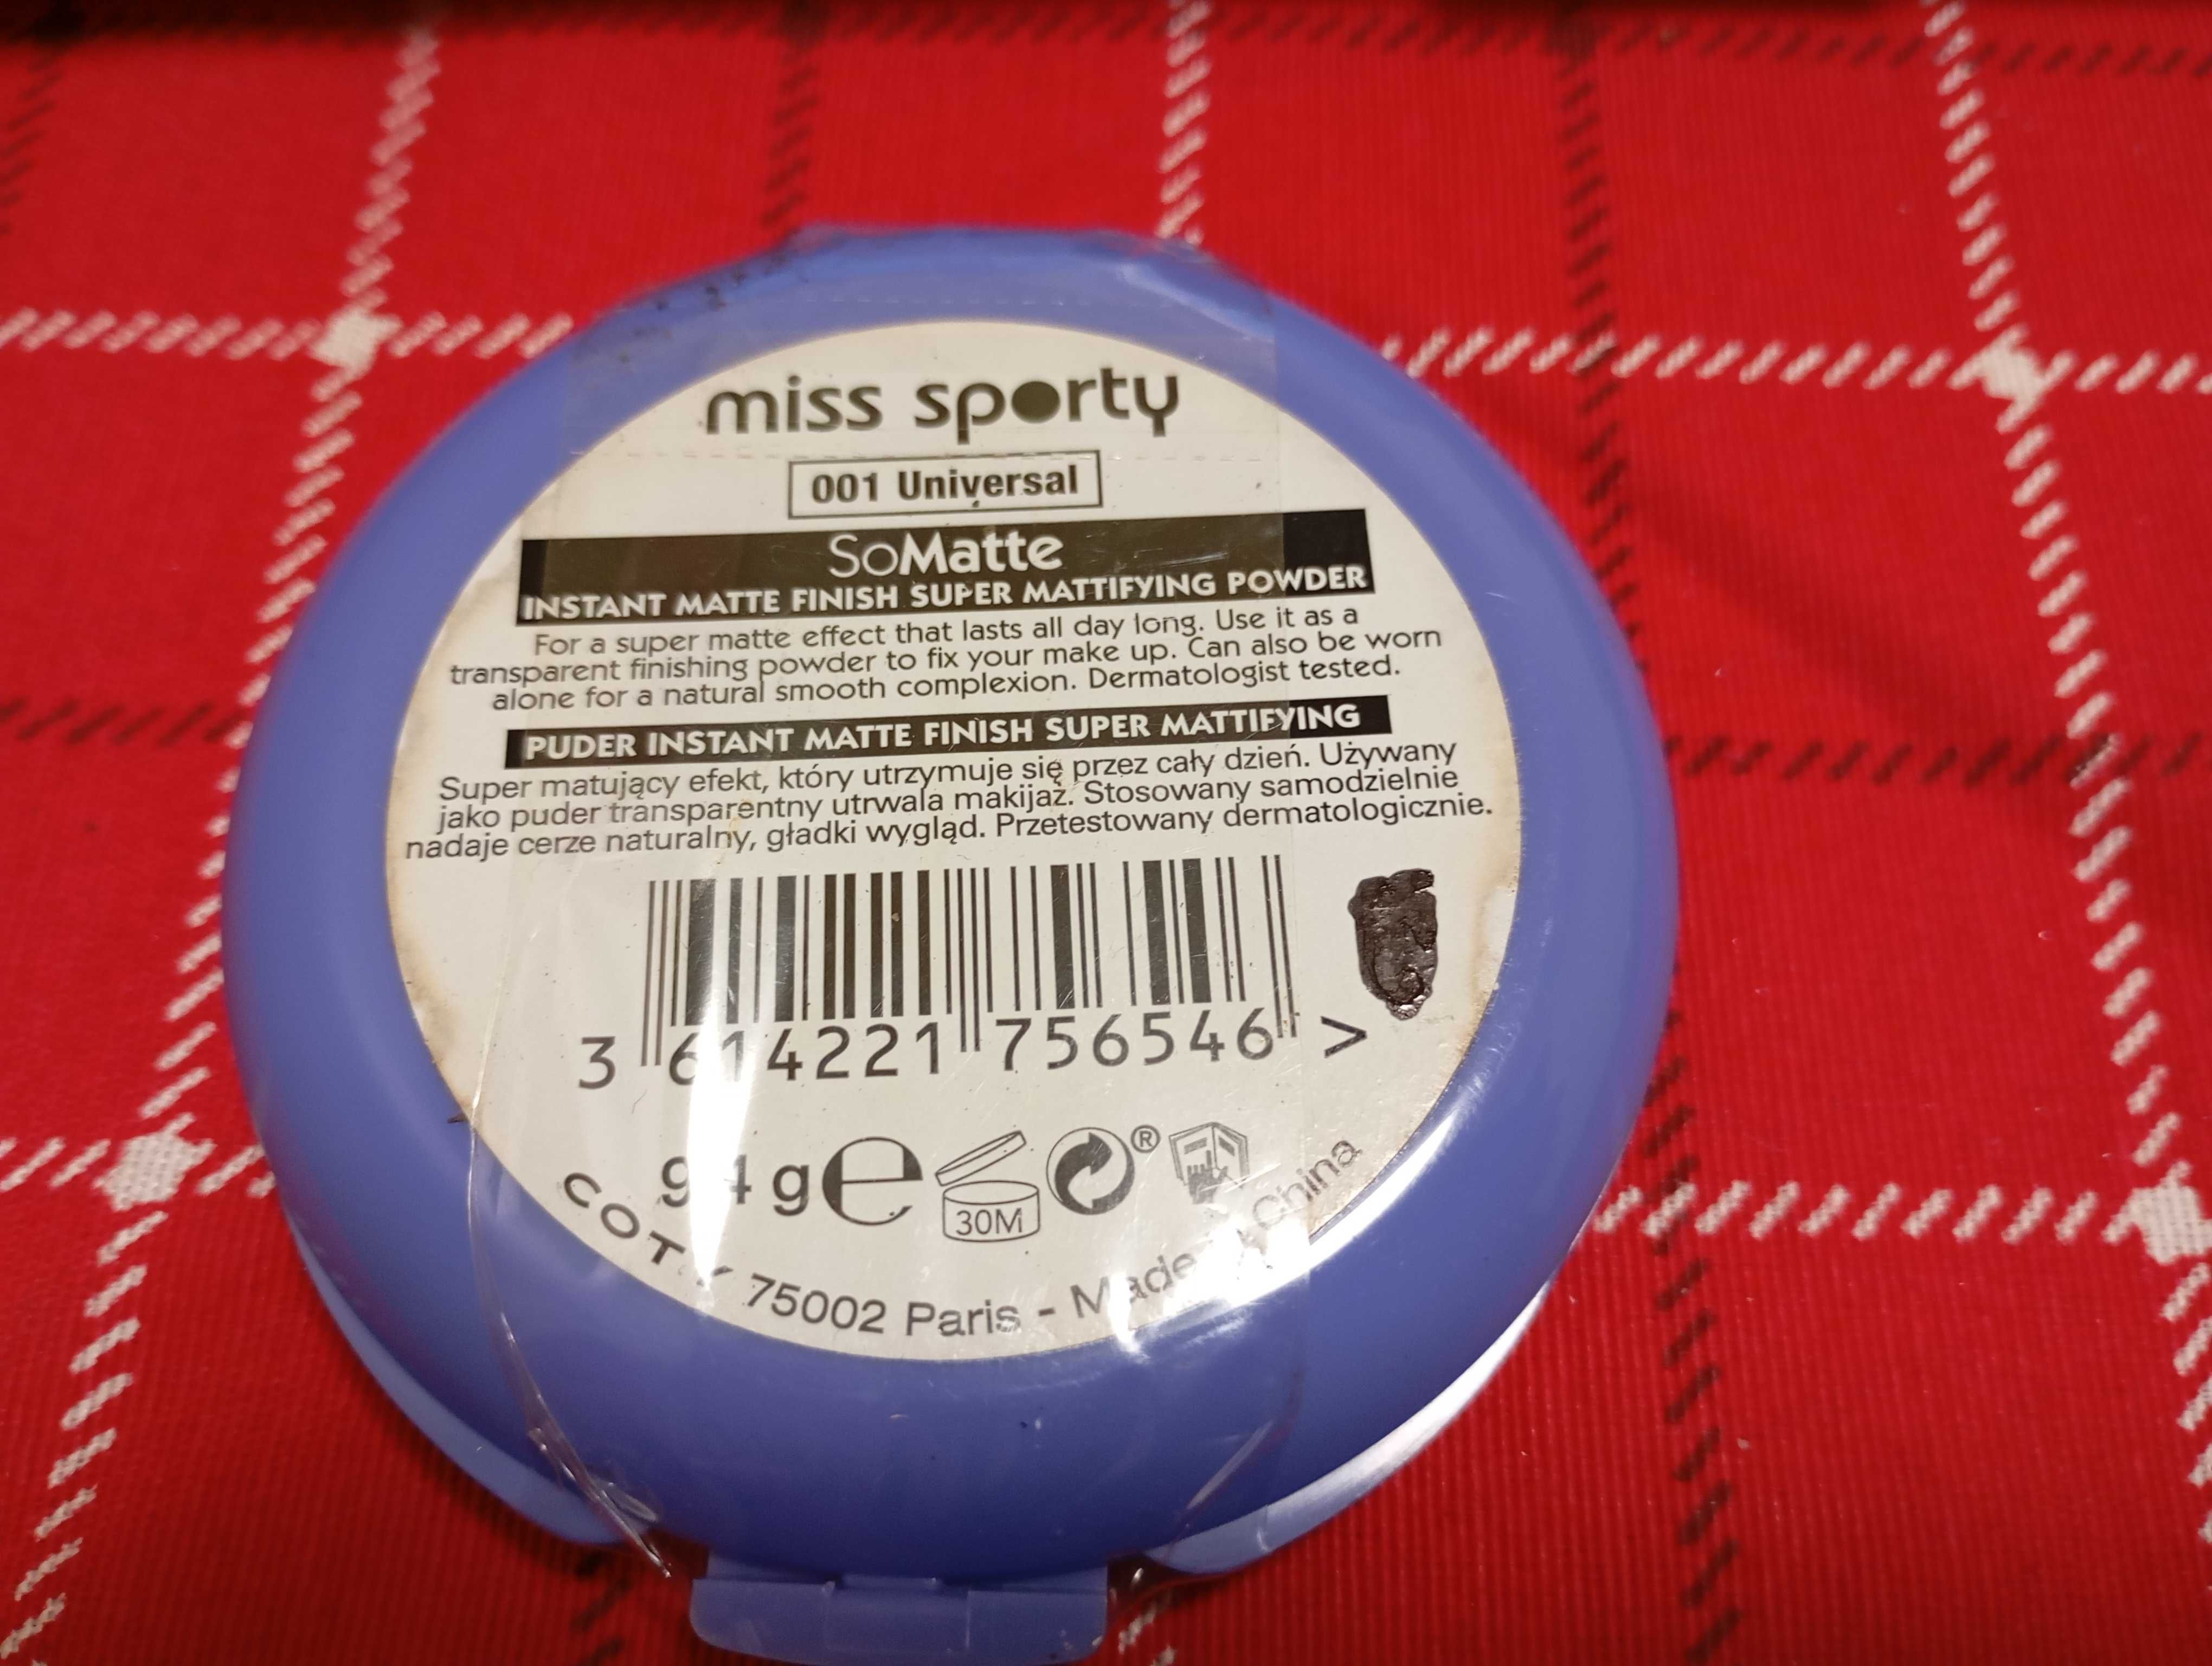 miss sporty
001 Universal
SoMatte
INSTANT MATTE FINISH SUPER MATTIFYING POWDER
For a super matte effect that lasts all day long. Use it as a
transparent finishing powder to fix your make up. Can also be worn
alone for a natural smooth complexion. Dermatologist tested.
PUDER INSTANT MATTE FINISH SUPER MATTIFYING
Super matujący efekt, który utrzymuje się przez cały dzień. Używany
jako puder transparentny utrwala makijaż. Stosowany samodzielnie
nadaje cerze naturalny, gładki wygląd. Przetestowany dermatologicznie.
3 614221 756546 >
g e 30M ®
COTY 75002 Paris - Made in China